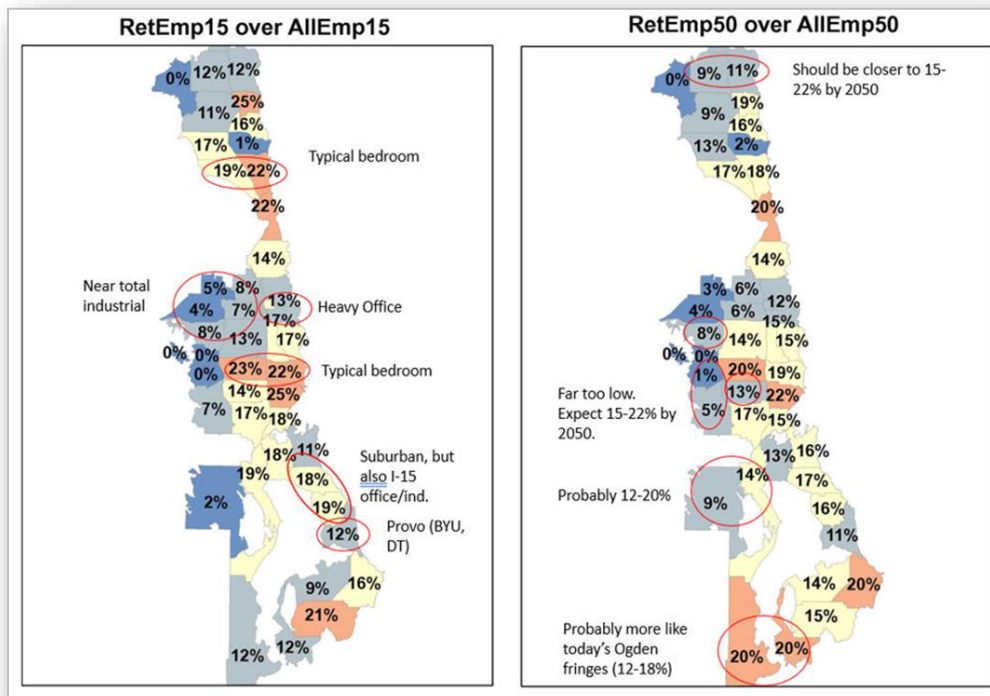 RetEmp15 over AllEmp15
0% 12% 12%
25%
11%
16%
17% 1%
Typical bedroom
19% 22%
22%
14%
Near total
industrial
5% 8%
13%
4% 7%
Heavy Office
17%
8% 13% 17%
0% 0%
0% 23% 22%
Typical bedroom
14% 25%
7% 17% 18%
11%
18%
19% 18%
Suburban, but
also I-15
office/ind.
2%
19%
12%
Provo (BYU,
DT)
9% 16%
21%
12%
12%
RetEmp50 over AllEmp50
0% 9% 11%
Should be closer to 15-
22% by 2050
19%
9%
16%
13% 2%
17% 18%
20%
14%
3% 6%
4% 6% 12%
15%
8% 14% 15%
0% 0%
1% 20% 19%
13% 22%
Far too low.
Expect 15-22% by
2050.
5% 17% 15%
13% 16%
14% 17%
Probably 12-20%
9%
16%
11%
14% 20%
15%
Probably more like
today's Ogden
fringes (12-18%)
20% 20%